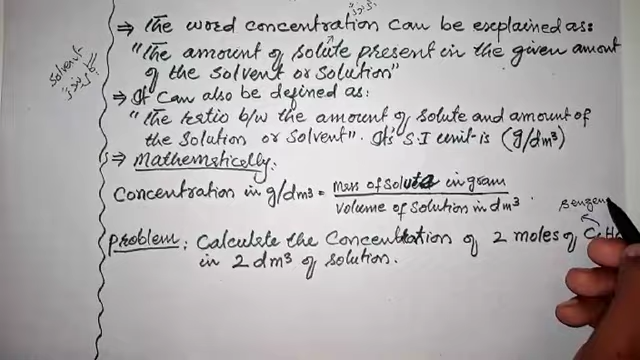 ⇒ The word concentration can be explained as:
"The amount of solute present in the given amont
of the solvent or solution"
⇒ It can also be defined as:
"The ratio b/w the amount of solute and amount of
the solution or solvent". Its S.I unit is (g/dm³)
⇒ Mathematically:
Concentration in g/dm³ = Mass of solute in gram
Volume of solution in dm³
Benzene
Problem: Calculate the Concentration of 2 moles of
in 2 dm³ of solution.
solvent